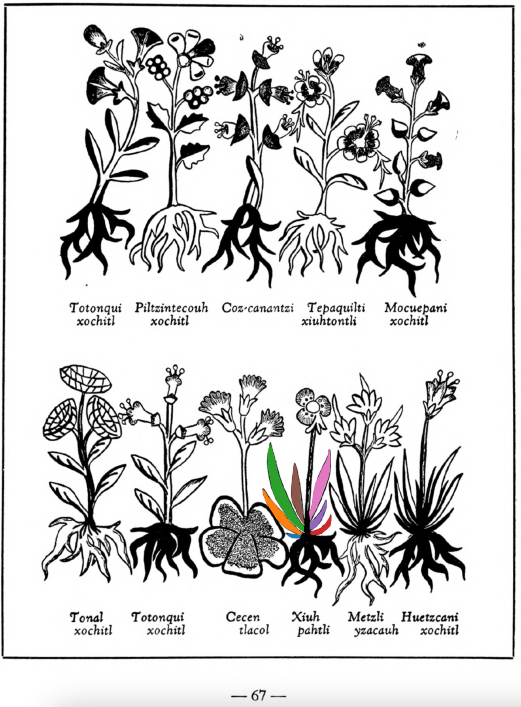 Totonqui Piltzintecouh Coz-canantzi Tepaquilti Mocuepani
xochitl xochitl xiuhtontli xochitl
Tonal Totonqui Cecen Xiuh Metzli Huetzcani
xochitl xochitl tlacol pahtli yzacauh xochitl
— 67 —